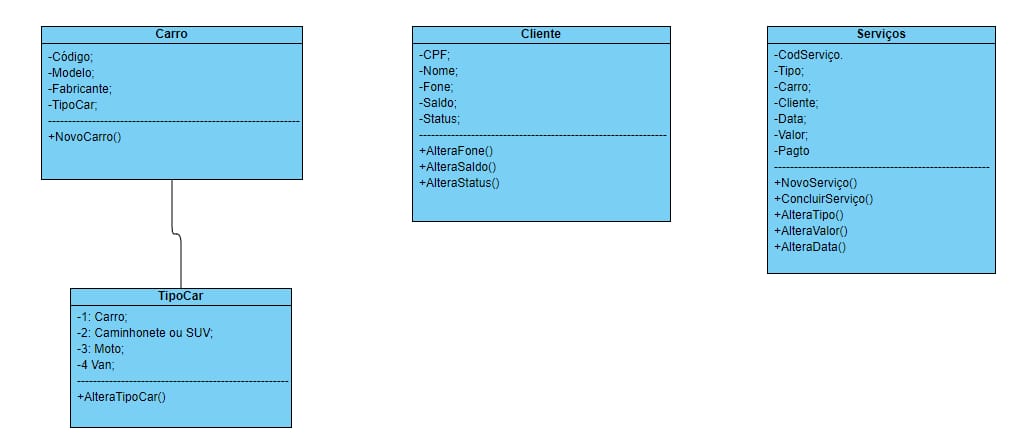 Carro
-Código;
-Modelo;
-Fabricante;
-TipoCar;
+NovoCarro()
Cliente
-CPF;
-Nome;
-Fone;
-Saldo;
-Status;
+AlteraFone()
+AlteraSaldo()
+AlteraStatus()
Serviços
-CodServiço.
-Tipo;
-Carro;
-Cliente;
-Data;
-Valor;
-Pagto
+NovoServiço()
+ConcluirServiço()
+AlteraTipo()
+AlteraValor()
+AlteraData()
TipoCar
-1: Carro;
-2: Caminhonete ou SUV;
-3: Moto;
-4 Van;
+AlteraTipoCar()